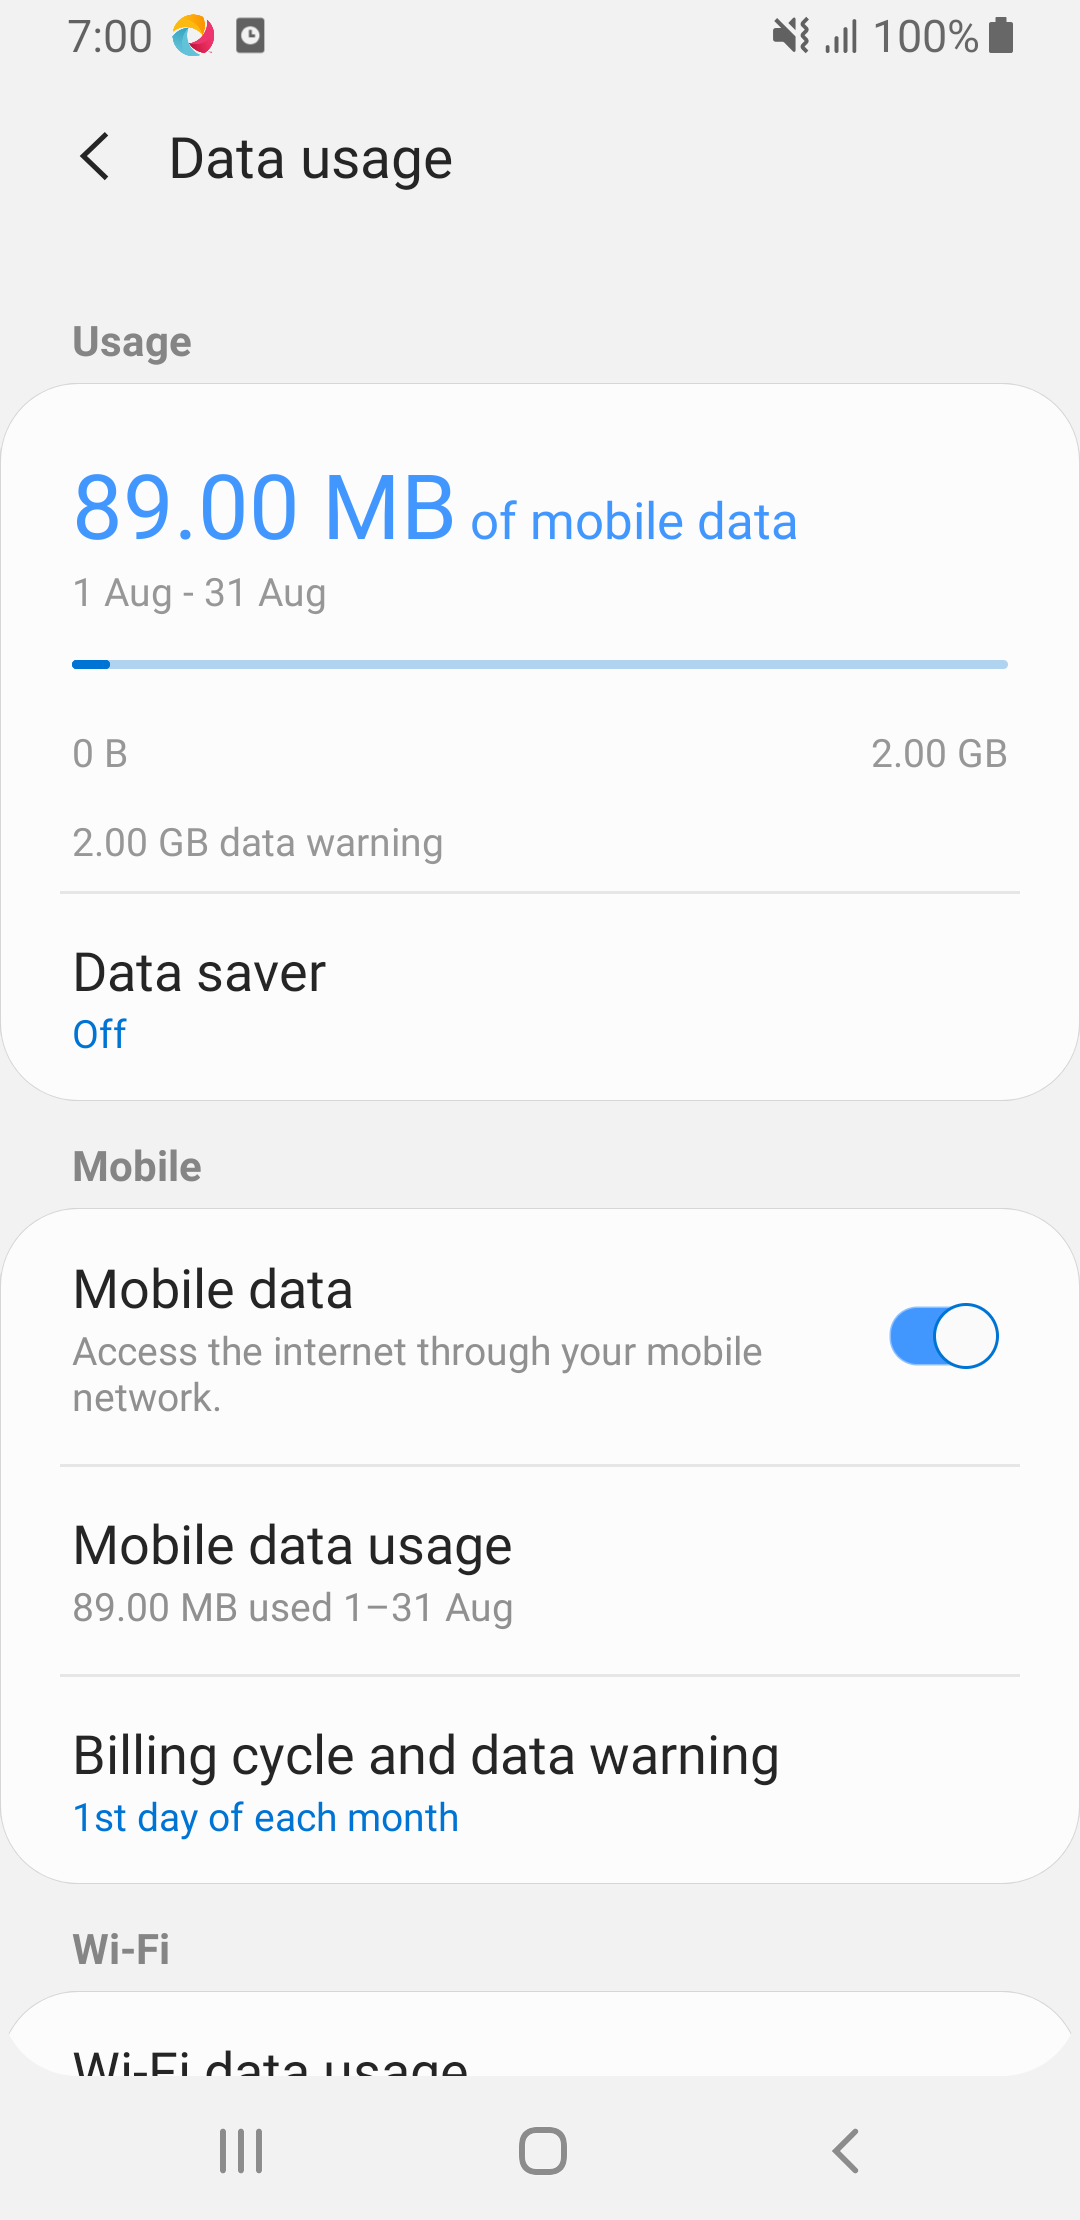 7:00
100%
Data usage
Usage
89.00 MB of mobile data
1 Aug - 31 Aug
0 B
2.00 GB
2.00 GB data warning
Data saver
Off
Mobile
Mobile data
Access the internet through your mobile
network.
Mobile data usage
89.00 MB used 1–31 Aug
Billing cycle and data warning
1st day of each month
Wi-Fi
Wi-Fi data usage